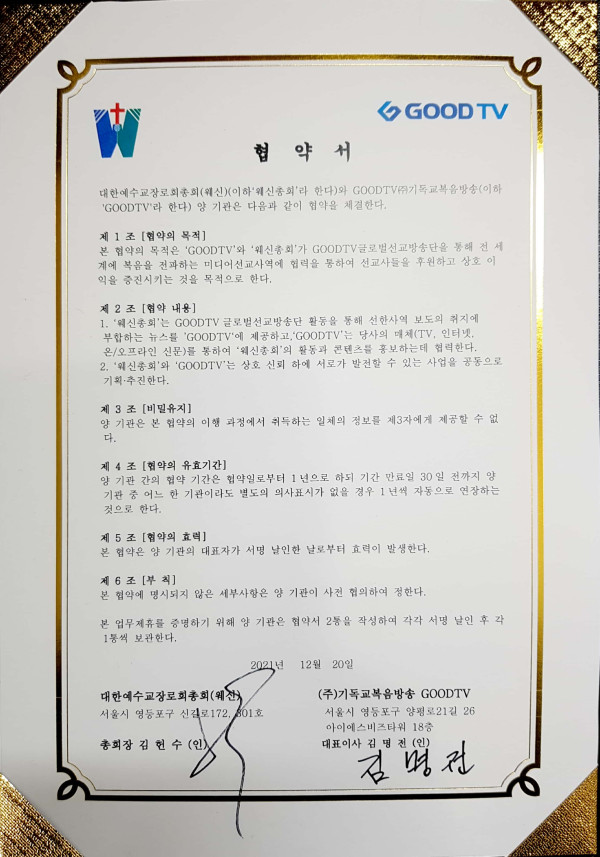 GOOD TV
협 약 서
대한예수교장로회총회(웨신)(이하'웨신총회'라 한다)와 GOODTV㈜기독교복음방송(이하
'GOODTV'라 한다) 양 기관은 다음과 같이 협약을 체결한다.
제 1 조 [협약의 목적]
본 협약의 목적은 'GOODTV'와 '웨신총회'가 GOODTV글로벌선교방송단을 통해 전 세
계에 복음을 전파하는 미디어선교사역에 협력을 통하여 선교사들을 후원하고 상호 이
익을 증진시키는 것을 목적으로 한다.
제 2 조 [협약 내용]
1. '웨신총회'는 GOODTV 글로벌선교방송단 활동을 통해 선한사역 보도의 취지에
부합하는 뉴스를 'GOODTV'에 제공하고,'GOODTV'는 당사의 매체(TV, 인터넷,
온/오프라인 신문)를 통하여 '웨신총회'의 활동과 콘텐츠를 홍보하는데 협력한다.
2. '웨신총회'와 'GOODTV'는 상호 신뢰 하에 서로가 발전할 수 있는 사업을 공동으로
기획·추진한다.
제 3 조 [비밀유지]
양 기관은 본 협약의 이행 과정에서 취득하는 일체의 정보를 제3자에게 제공할 수 없
다.
제 4 조 [협약의 유효기간]
양 기관 간의 협약 기간은 협약일로부터 1년으로 하되 기간 만료일 30일 전까지 양
기관 중 어느 한 기관이라도 별도의 의사표시가 없을 경우 1년씩 자동으로 연장하는
것으로 한다.
제 5 조 [협약의 효력]
본 협약은 양 기관의 대표자가 서명 날인한 날로부터 효력이 발생한다.
제 6 조 [부 칙]
본 협약에 명시되지 않은 세부사항은 양 기관이 사전 협의하여 정한다.
본 업무제휴를 증명하기 위해 양 기관은 협약서 2통을 작성하여 각각 서명 날인 후 각
1통씩 보관한다.
2021년 12월 20일
대한예수교장로회총회(웨신)
서울시 영등포구 신길로172, 801호
총회장 김 헌 수 (인)
(주)기독교복음방송 GOODTV
서울시 영등포구 양평로21길 26
아이에스비즈타워 18층
대표이사 김 명 전 (인)
김 명 전